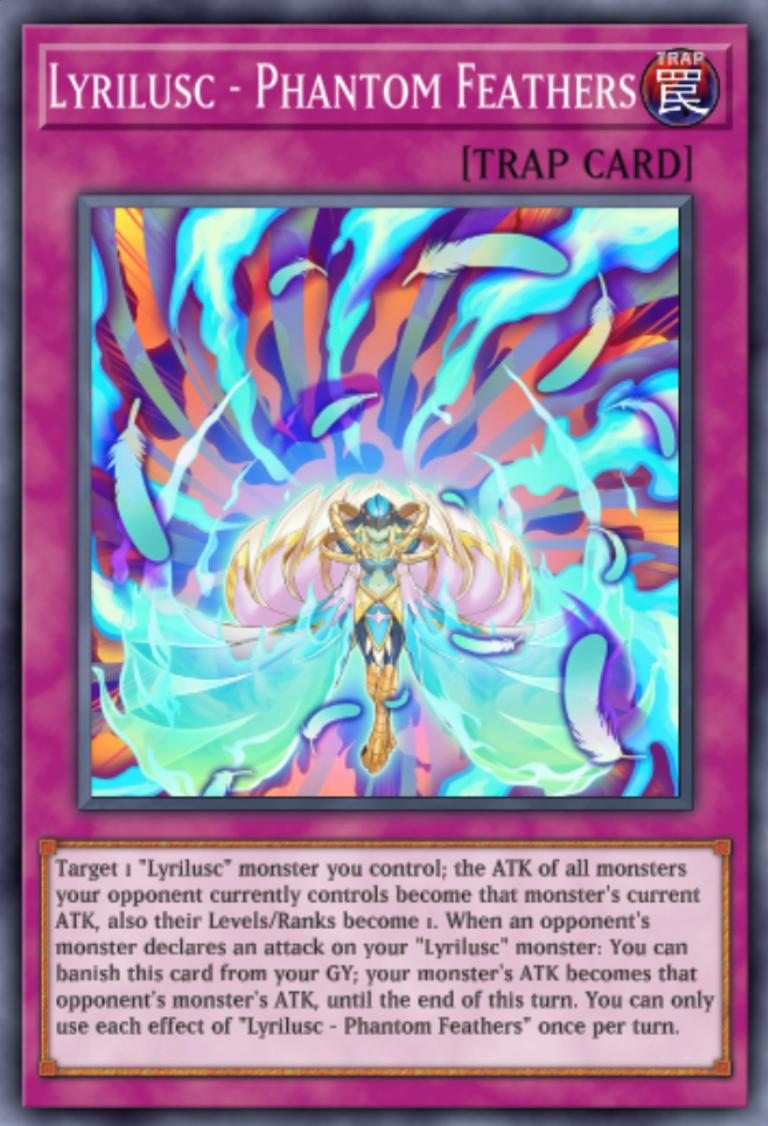 Lyrilusc - Phantom Feathers
TRAP
罠
[TRAP CARD]
Target 1 "Lyrilusc" monster you control; the ATK of all monsters
your opponent currently controls become that monster's current
ATK, also their Levels/Ranks become 1. When an opponent's
monster declares an attack on your "Lyrilusc" monster: You can
banish this card from your GY; your monster's ATK becomes that
opponent's monster's ATK, until the end of this turn. You can only
use each effect of "Lyrilusc - Phantom Feathers" once per turn.